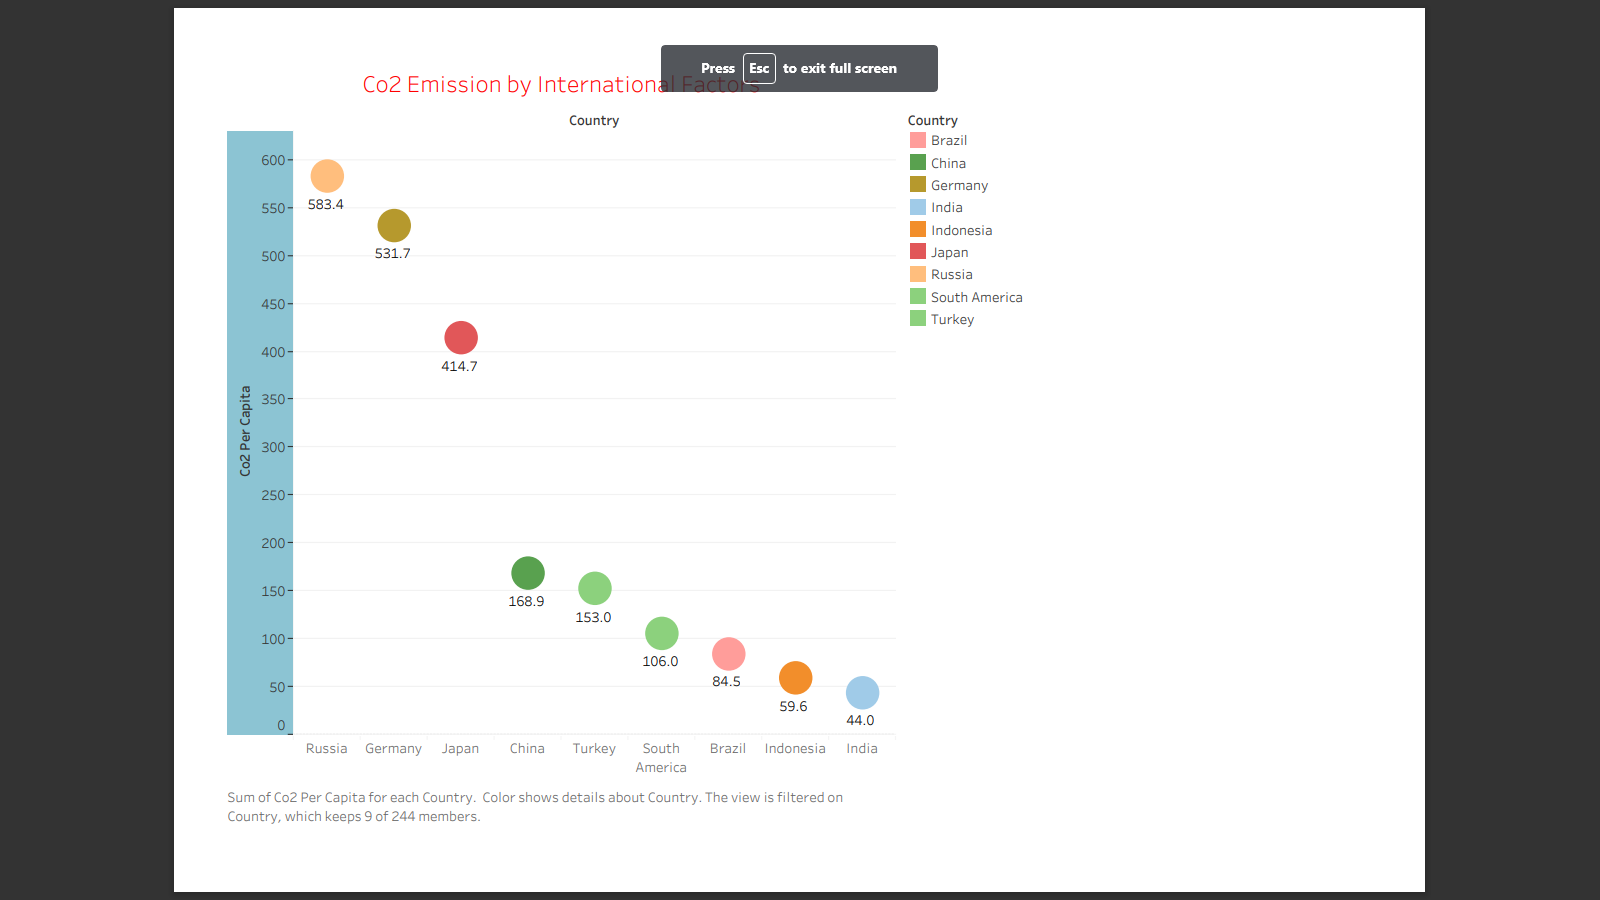 Press Esc to exit full screen
Co2 Emission by International Factors
Country
Co2 Per Capita
600
550
500
450
400
350
300
250
200
150
100
50
0
583.4
531.7
414.7
168.9
153.0
106.0
84.5
59.6
44.0
Russia Germany Japan China Turkey South America Brazil Indonesia India
Country
Brazil
China
Germany
India
Indonesia
Japan
Russia
South America
Turkey
Sum of Co2 Per Capita for each Country. Color shows details about Country. The view is filtered on
Country, which keeps 9 of 244 members.